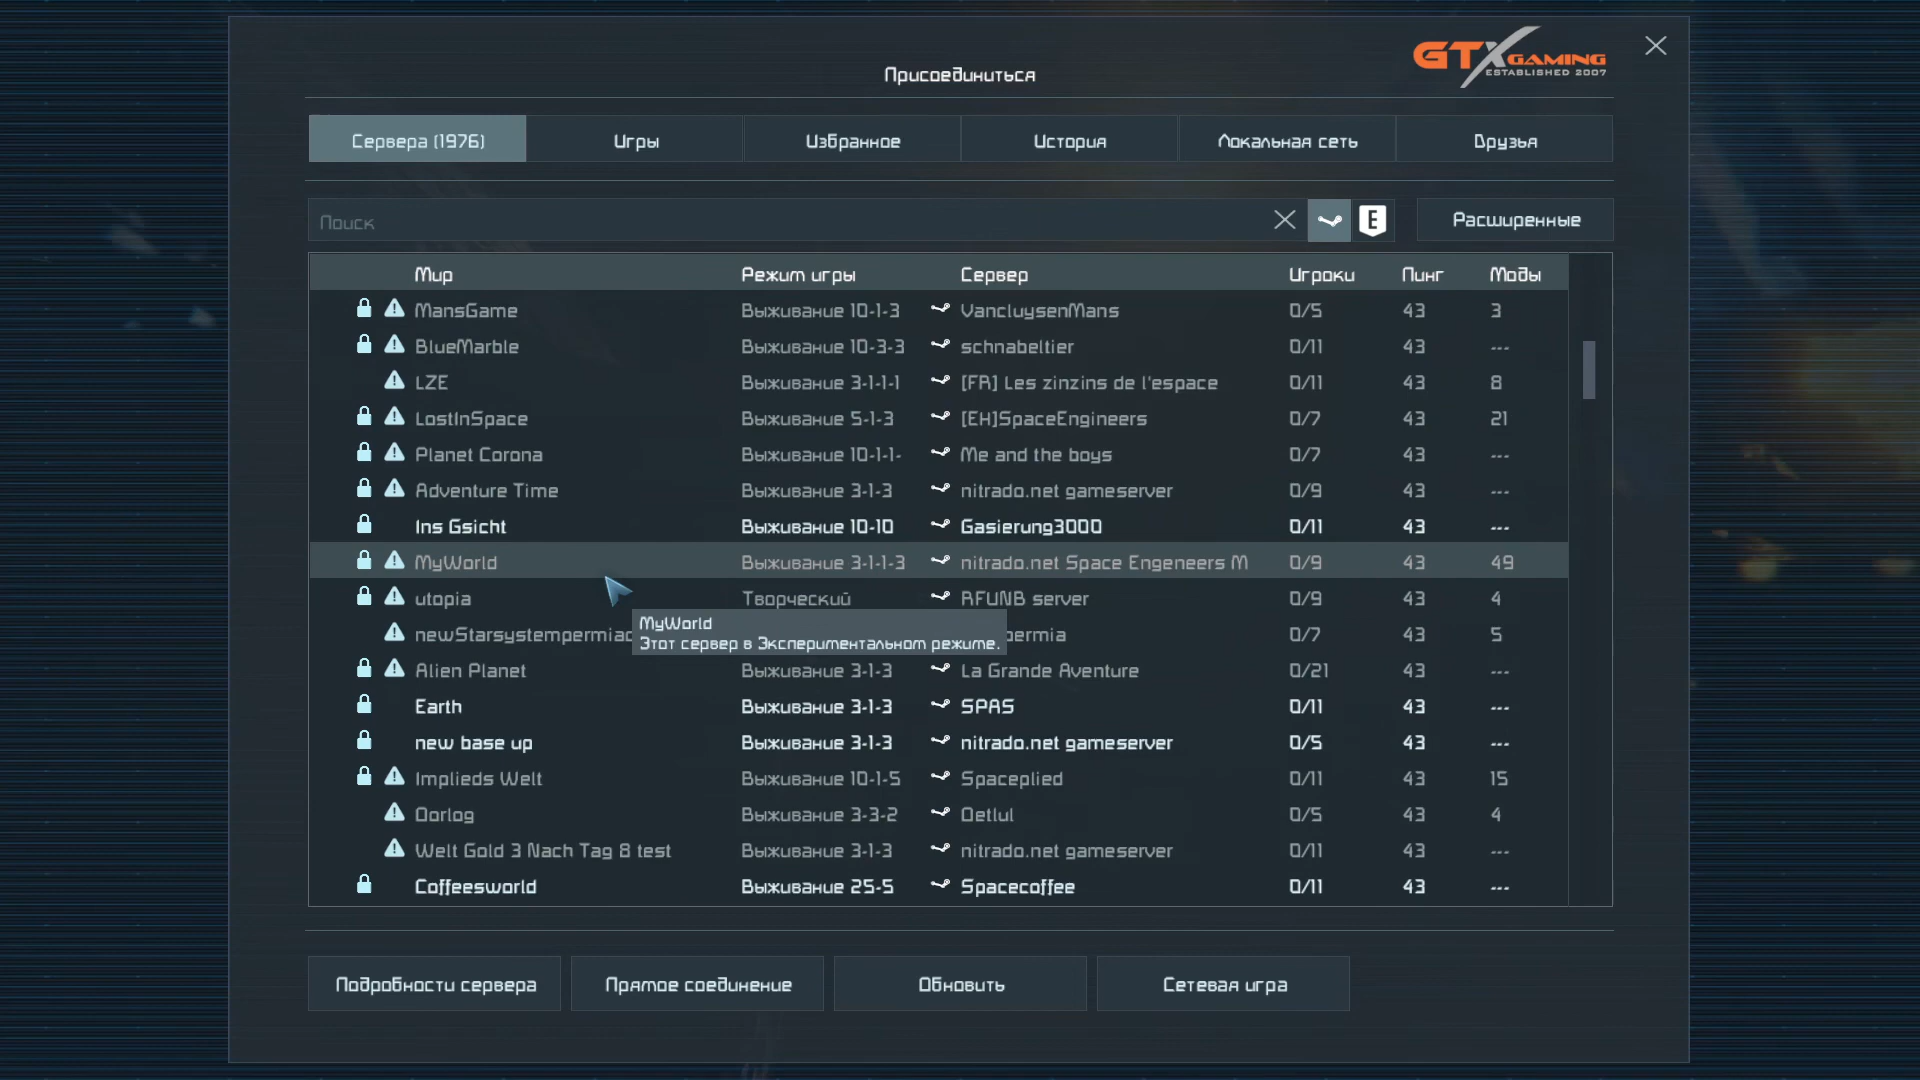 GTX GAMING
ESTABLISHED 2007
Присоединиться
Сервера (1976) Игры Избранное История Локальная сеть Друзья
Поиск E Расширенные
Мир Режим игры Сервер Игроки Пинг Моды
MansGame Выживание 10-1-3 VancluysenMans 0/5 43 3
BlueMarble Выживание 10-3-3 schnabeltier 0/11 43 ---
LZE Выживание 3-1-1-1 [FR] Les zinzins de l'espace 0/11 43 8
LostInSpace Выживание 5-1-3 [EH]SpaceEngineers 0/7 43 21
Planet Corona Выживание 10-1-1- Me and the boys 0/7 43 ---
Adventure Time Выживание 3-1-3 nitrado.net gameserver 0/9 43 ---
Ins Gsicht Выживание 10-10 Gasierung3000 0/11 43 ---
MyWorld Выживание 3-1-1-3 nitrado.net Space Engeneers M 0/9 43 49
utopia Творческий RFUNB server 0/9 43 4
newStarsystempermia 0/7 43 5
MyWorld
Этот сервер в Экспериментальном режиме.
Alien Planet Выживание 3-1-3 La Grande Aventure 0/21 43 ---
Earth Выживание 3-1-3 SPAS 0/11 43 ---
new base up Выживание 3-1-3 nitrado.net gameserver 0/5 43 ---
Implieds Welt Выживание 10-1-5 Spaceplied 0/11 43 15
Oorlog Выживание 3-3-2 Oetlul 0/5 43 4
Welt Gold 3 Nach Tag 8 test Выживание 3-1-3 nitrado.net gameserver 0/11 43 ---
Coffeesworld Выживание 25-5 Spacecoffee 0/11 43 ---
Подробности сервера Прямое соединение Обновить Сетевая игра